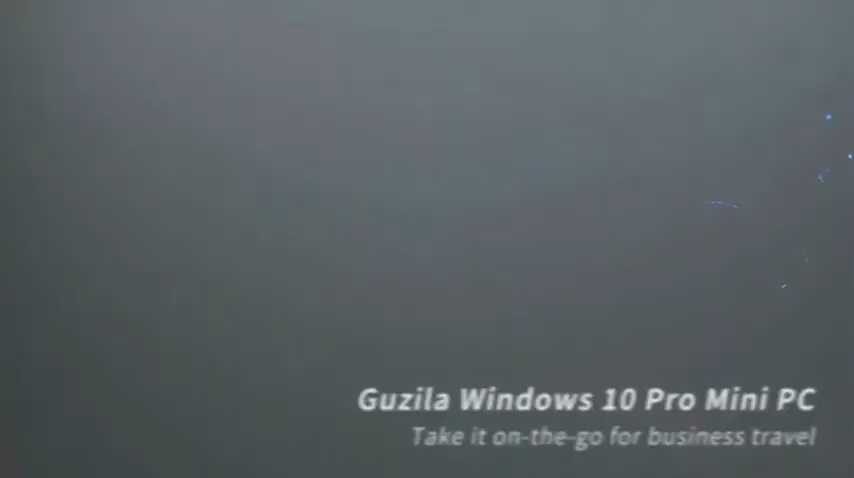 Guzila Windows 10 Pro Mini PC
Take it on-the-go for business travel